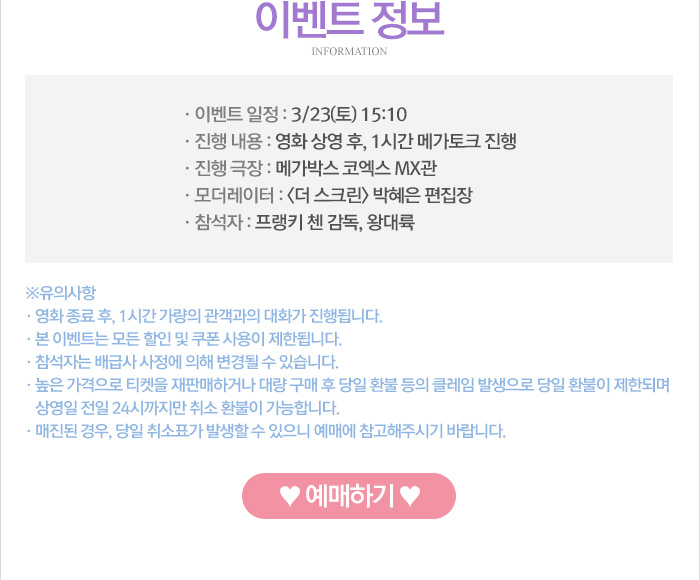 이벤트 정보
INFORMATION
· 이벤트 일정 : 3/23(토) 15:10
· 진행 내용 : 영화 상영 후, 1시간 메가토크 진행
· 진행 극장 : 메가박스 코엑스 MX관
· 모더레이터 : <더 스크린> 박혜은 편집장
· 참석자 : 프랭키 첸 감독, 왕대륙
※유의사항
· 영화 종료 후, 1시간 가량의 관객과의 대화가 진행됩니다.
· 본 이벤트는 모든 할인 및 쿠폰 사용이 제한됩니다.
· 참석자는 배급사 사정에 의해 변경될 수 있습니다.
· 높은 가격으로 티켓을 재판매하거나 대량 구매 후 당일 환불 등의 클레임 발생으로 당일 환불이 제한되며
상영일 전일 24시까지만 취소 환불이 가능합니다.
· 매진된 경우, 당일 취소표가 발생할 수 있으니 예매에 참고해주시기 바랍니다.
♥ 예매하기 ♥